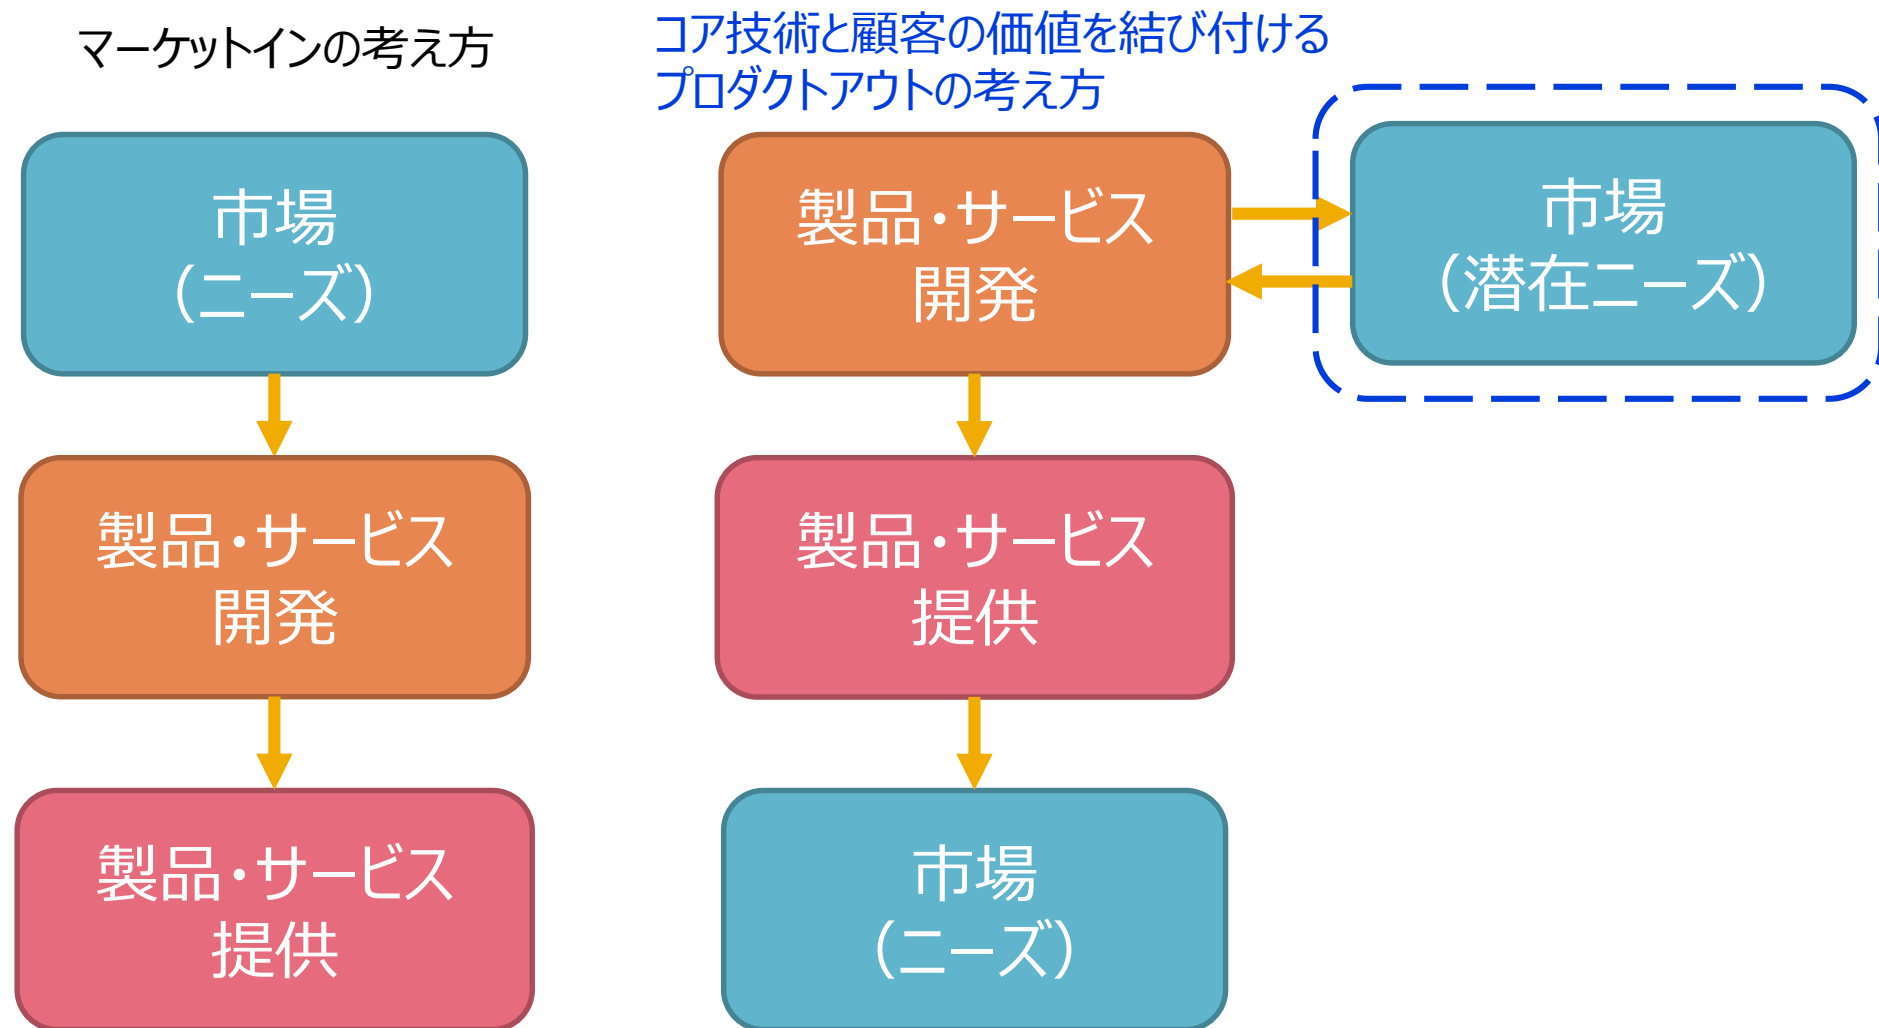 マーケットインの考え方
市場
（ニーズ）
製品・サービス
開発
製品・サービス
提供
コア技術と顧客の価値を結び付ける
プロダクトアウトの考え方
製品・サービス
開発
市場
（潜在ニーズ）
製品・サービス
提供
市場
（ニーズ）